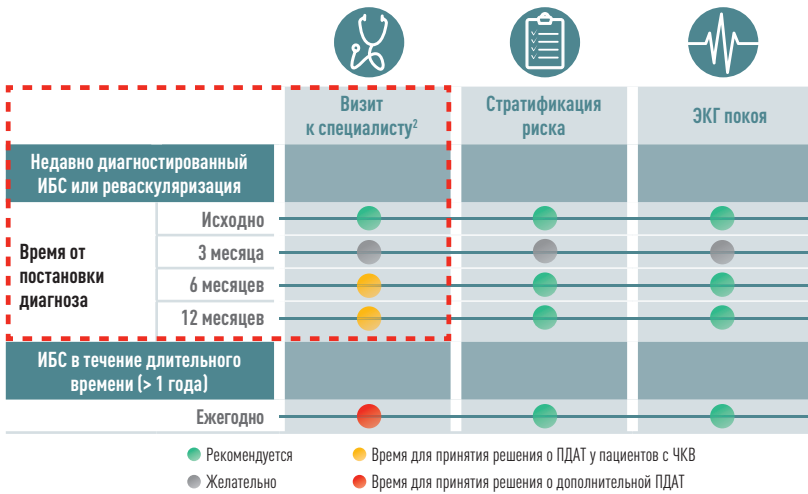 Визит
к специалисту²
Стратификация
риска
ЭКГ покоя
Недавно диагностированный
ИБС или реваскуляризация
Время от
постановки
диагноза
Исходно
3 месяца
6 месяцев
12 месяцев
ИБС в течение длительного
времени (> 1 года)
Ежегодно
Рекомендуется
Время для принятия решения о ПДАТ у пациентов с ЧКВ
Желательно
Время для принятия решения о дополнительной ПДАТ